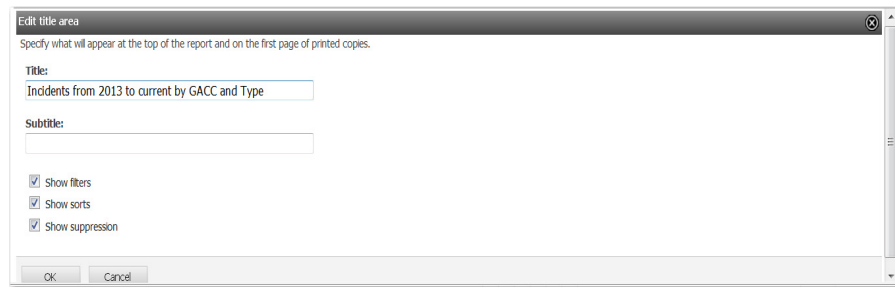 Edit title area
Specify what will appear at the top of the report and on the first page of printed copies.
Title:
Incidents from 2013 to current by GACC and Type
Subtitle:
Show filters
Show sorts
Show suppression
OK Cancel